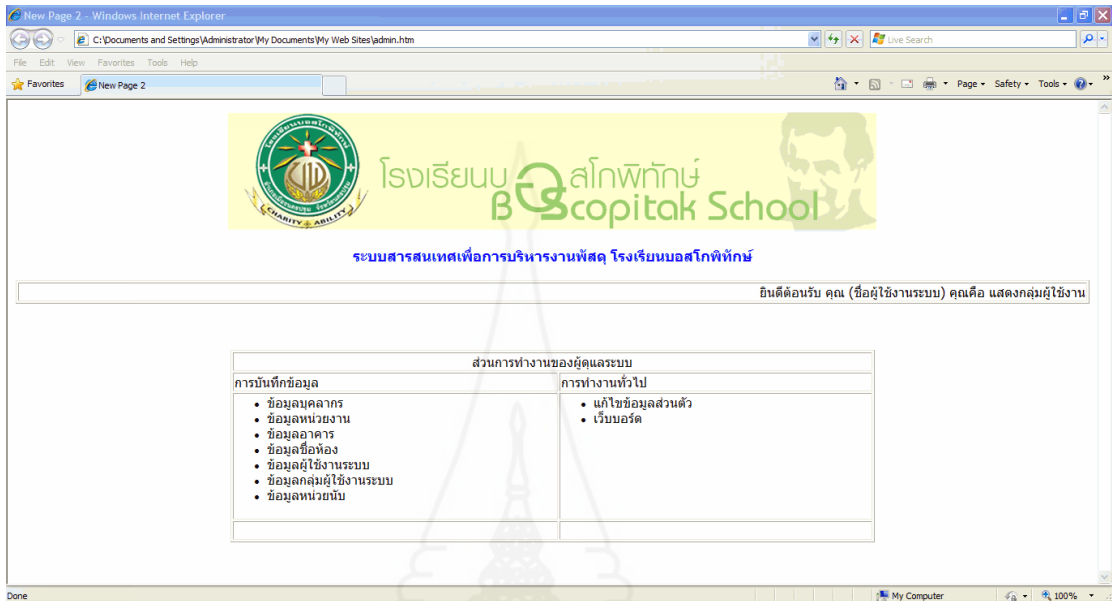 New Page 2 - Windows Internet Explorer
C:\Documents and Settings\Administrator\My Documents\My Web Sites\admin.htm
Live Search
File Edit View Favorites Tools Help
Favorites New Page 2 Page Safety Tools
โรงเรียนบอสโกพิทักษ์
BOScopitak School
CHARITY ABILITY
ระบบสารสนเทศเพื่อการบริหารงานพัสดุ โรงเรียนบอสโกพิทักษ์
ยินดีต้อนรับ คุณ (ชื่อผู้ใช้งานระบบ) คุณคือ แสดงกลุ่มผู้ใช้งาน
ส่วนการทำงานของผู้ดูแลระบบ
การบันทึกข้อมูล การทำงานทั่วไป
• ข้อมูลบุคลากร
• ข้อมูลหน่วยงาน
• ข้อมูลอาคาร
• ข้อมูลชื่อห้อง
• ข้อมูลผู้ใช้งานระบบ
• ข้อมูลกลุ่มผู้ใช้งานระบบ
• ข้อมูลหน่วยนับ
• แก้ไขข้อมูลส่วนตัว
• เว็บบอร์ด
Done My Computer 100%